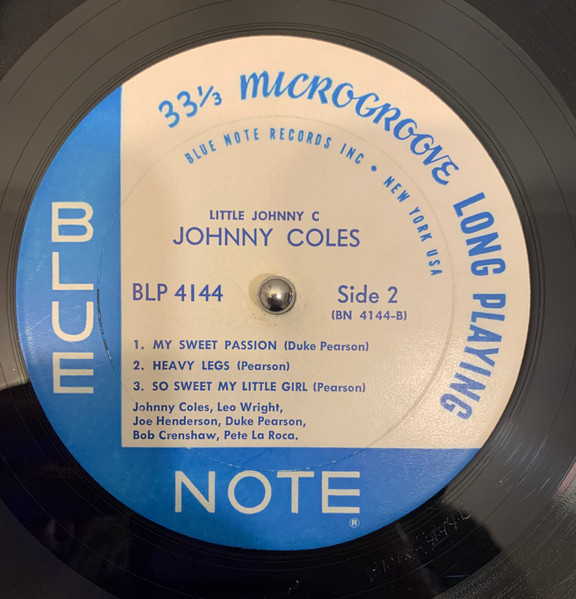 33⅓ MICROGROOVE LONG PLAYING
BLUE NOTE RECORDS INC • NEW YORK USA
LITTLE JOHNNY C
JOHNNY COLES
BLP 4144
Side 2
(BN 4144-B)
1. MY SWEET PASSION (Duke Pearson)
2. HEAVY LEGS (Pearson)
3. SO SWEET MY LITTLE GIRL (Pearson)
Johnny Coles, Leo Wright,
Joe Henderson, Duke Pearson,
Bob Crenshaw, Pete La Roca.
BLUE
NOTE®